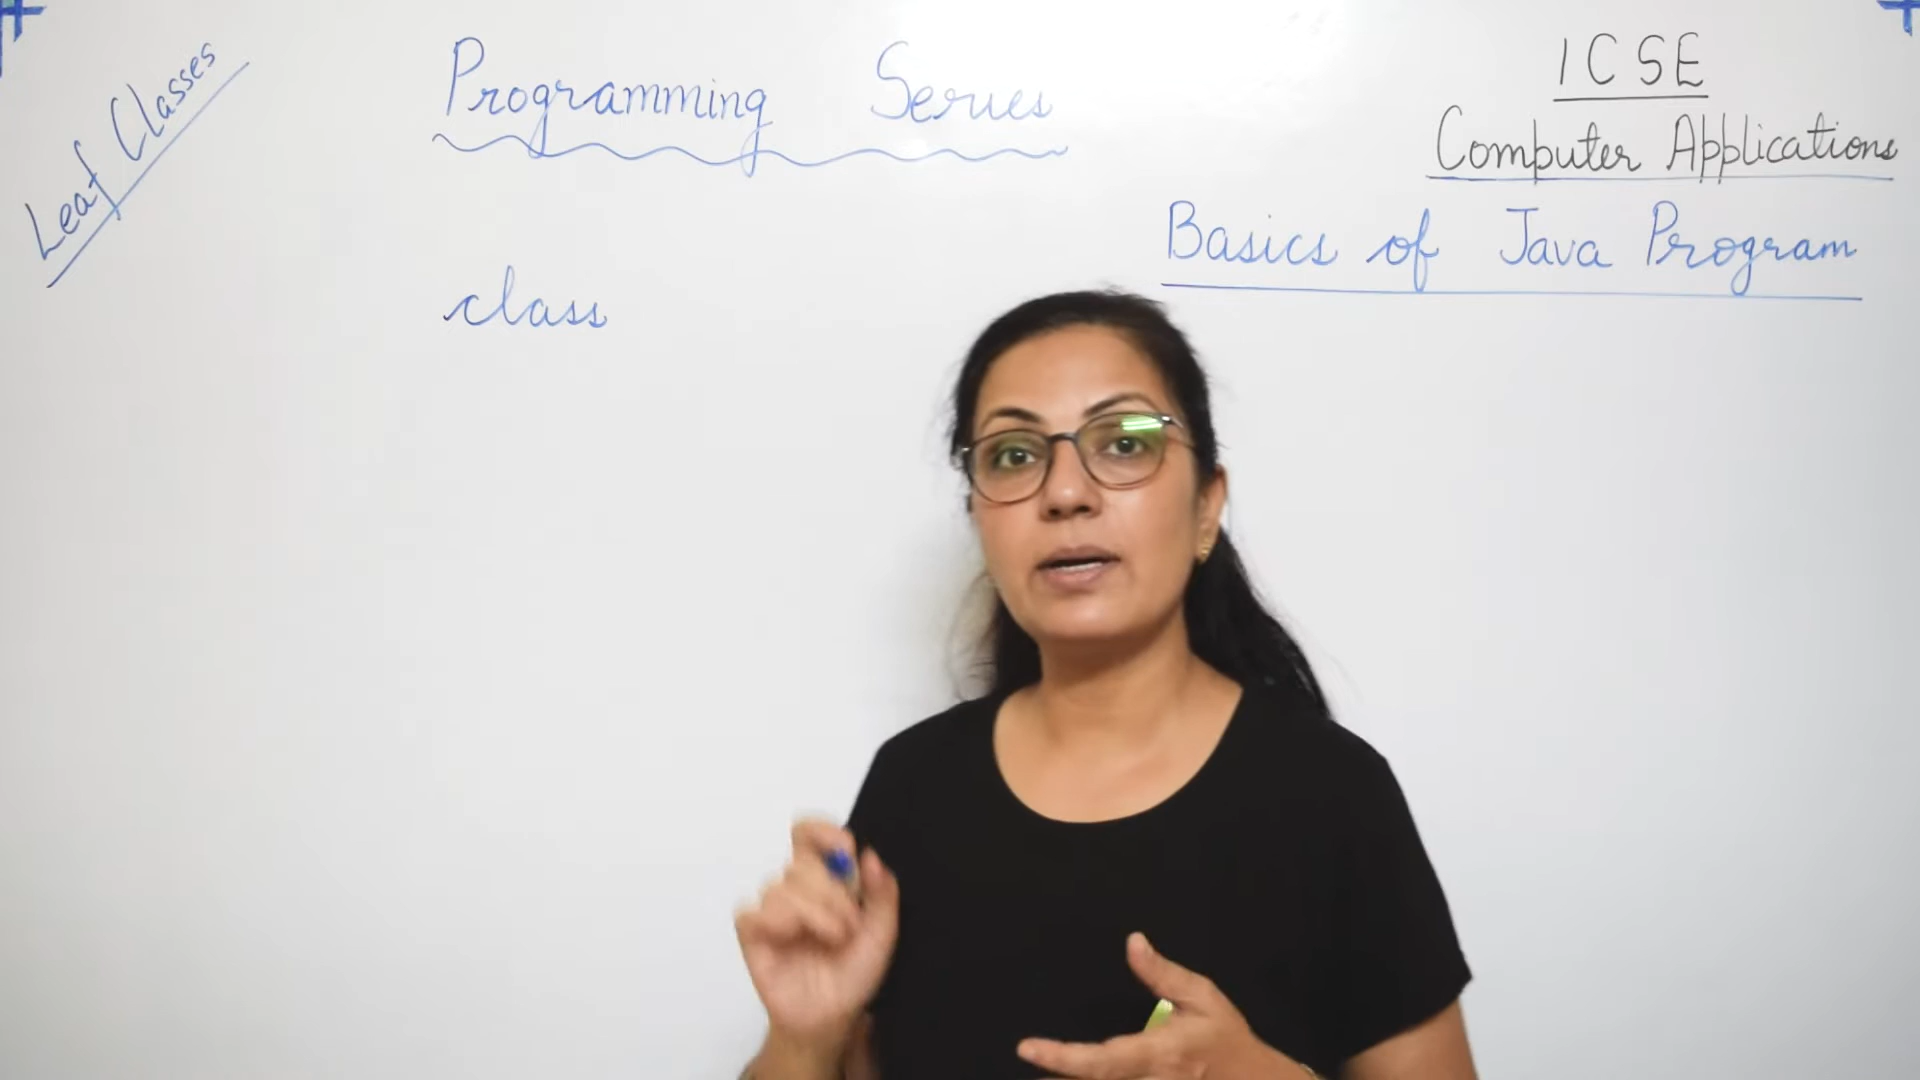 Leaf Classes
Programming Series
ICSE
Computer Applications
Basics of Java Program
class